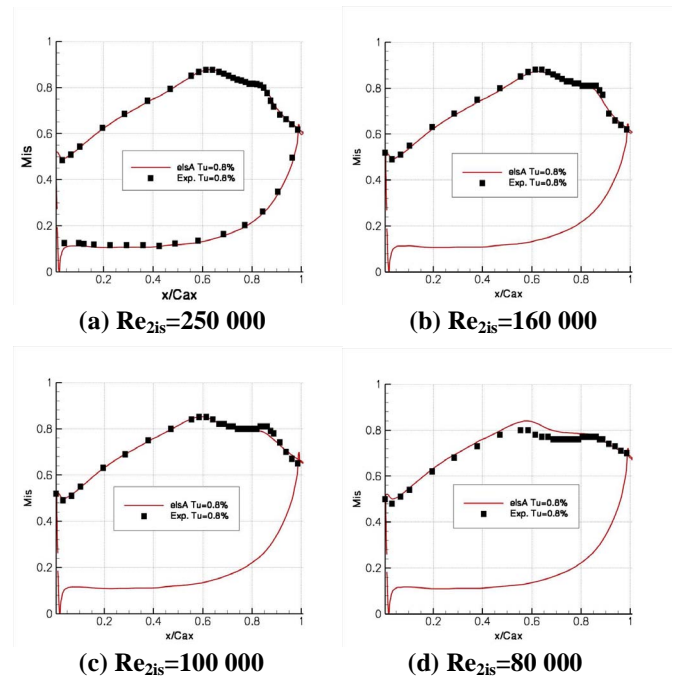 1
0.8
0.6
0.4
0.2
0
Mis
elsA Tu=0.8%
Exp. Tu=0.8%
0.2 0.4 0.6 0.8 1
x/Cax
(a) Re2is=250 000
1
0.8
0.6
0.4
0.2
0
elsA Tu=0.8%
Exp. Tu=0.8%
0.2 0.4 0.6 0.8 1
x/Cax
(b) Re2is=160 000
1
0.8
0.6
0.4
0.2
0
Mis
elsA Tu=0.8%
Exp. Tu=0.8%
0.2 0.4 0.6 0.8 1
x/Cax
(c) Re2is=100 000
1
0.8
0.6
0.4
0.2
0
elsA Tu=0.8%
Exp. Tu=0.8%
0.2 0.4 0.6 0.8 1
x/Cax
(d) Re2is=80 000